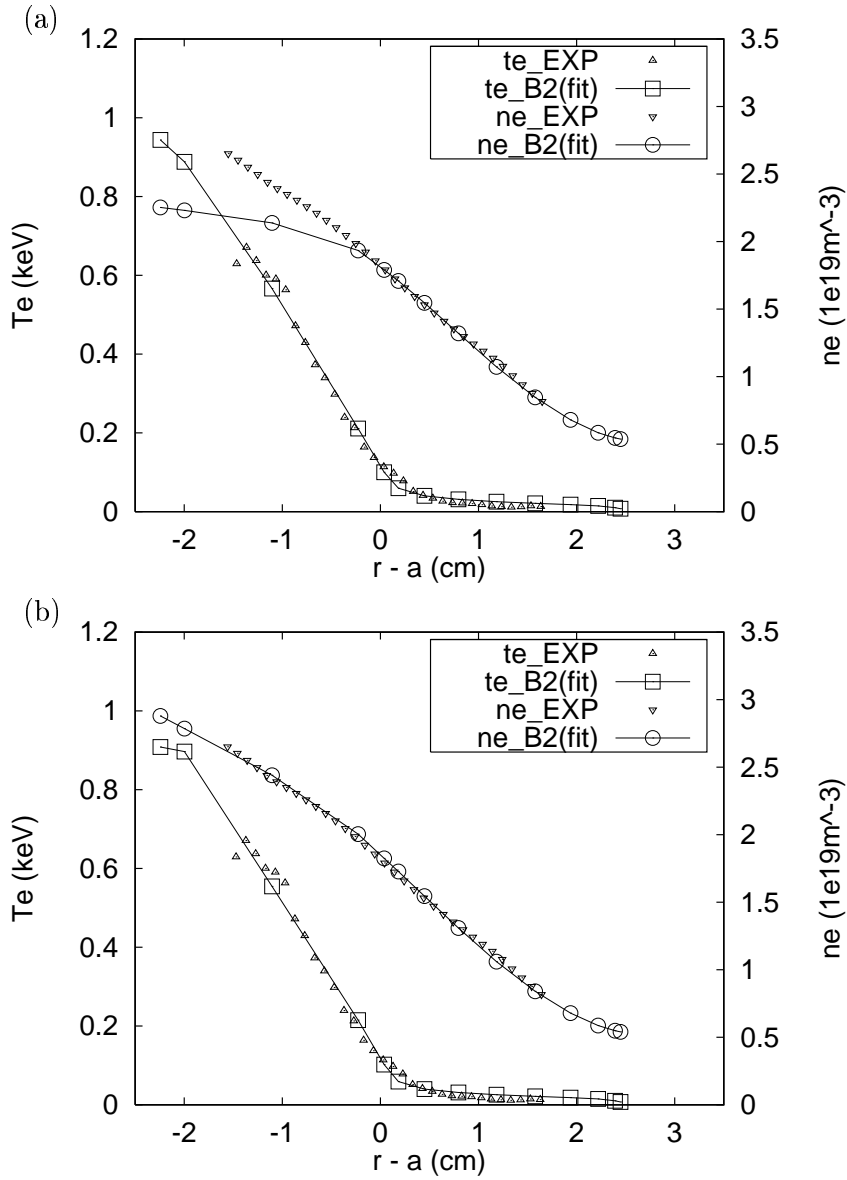 (a)
te_EXP
te_B2(fit)
ne_EXP
ne_B2(fit)
1.2
1
0.8
0.6
0.4
0.2
0
Te (keV)
3.5
3
2.5
2
1.5
1
0.5
0
ne (1e19m^-3)
-2 -1 0 1 2 3
r - a (cm)
(b)
te_EXP
te_B2(fit)
ne_EXP
ne_B2(fit)
1.2
1
0.8
0.6
0.4
0.2
0
Te (keV)
3.5
3
2.5
2
1.5
1
0.5
0
ne (1e19m^-3)
-2 -1 0 1 2 3
r - a (cm)